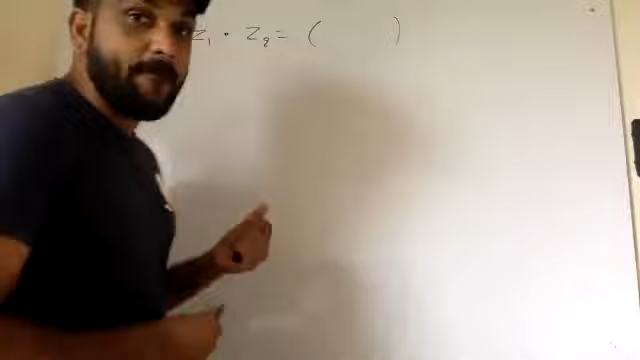 Z₁ · Z₂ = (        )